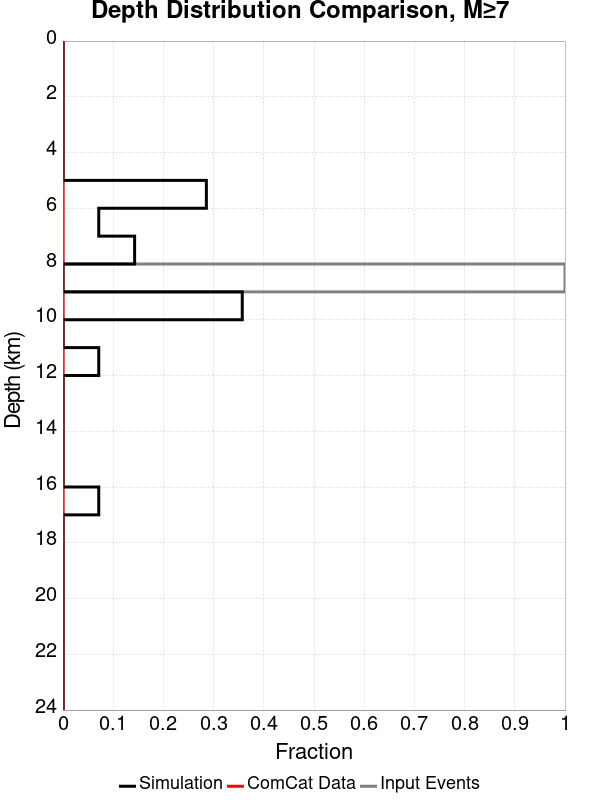 Depth Distribution Comparison, M≥7
0
2
4
6
8
10
12
14
16
18
20
22
24
Depth (km)
0 0.1 0.2 0.3 0.4 0.5 0.6 0.7 0.8 0.9 1
Fraction
Simulation ComCat Data Input Events